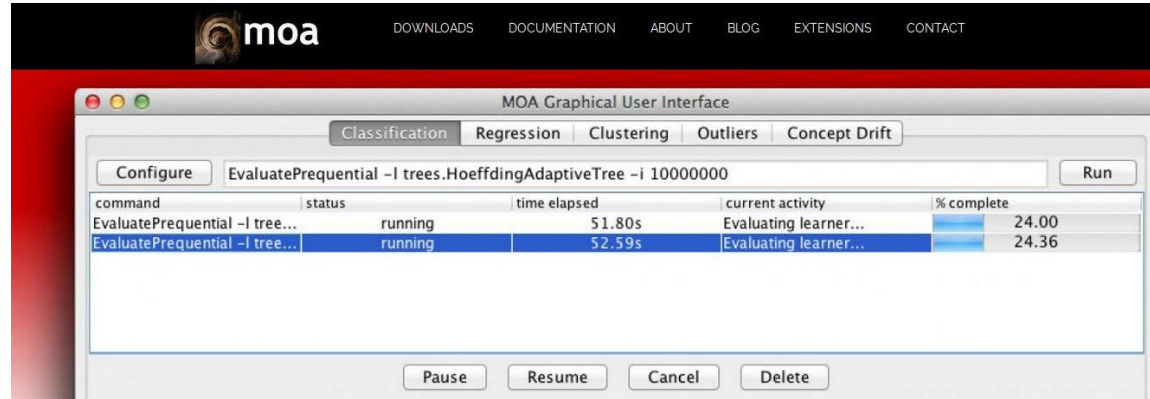 moa DOWNLOADS DOCUMENTATION ABOUT BLOG EXTENSIONS CONTACT
MOA Graphical User Interface
Classification Regression Clustering Outliers Concept Drift
Configure EvaluatePrequential -l trees.HoeffdingAdaptiveTree -i 10000000 Run
command status time elapsed current activity % complete
EvaluatePrequential -l tree... running 51.80s Evaluating learner... 24.00
EvaluatePrequential -l tree... running 52.59s Evaluating learner... 24.36
Pause Resume Cancel Delete